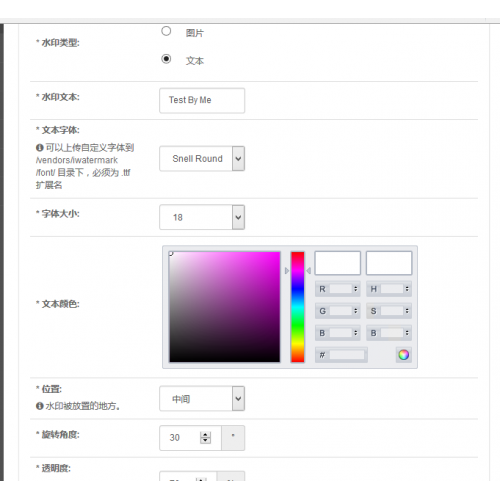 * 水印类型:
图片
文本
* 水印文本:
Test By Me
* 文本字体:
可以上传自定义字体到
/vendors/iwatermark
/font/ 目录下，必须为 .ttf
扩展名
Snell Round
* 字体大小:
18
* 文本颜色:
R H
G S
B B
#
* 位置:
水印被放置的地方。
中间
* 旋转角度:
30 °
* 透明度: